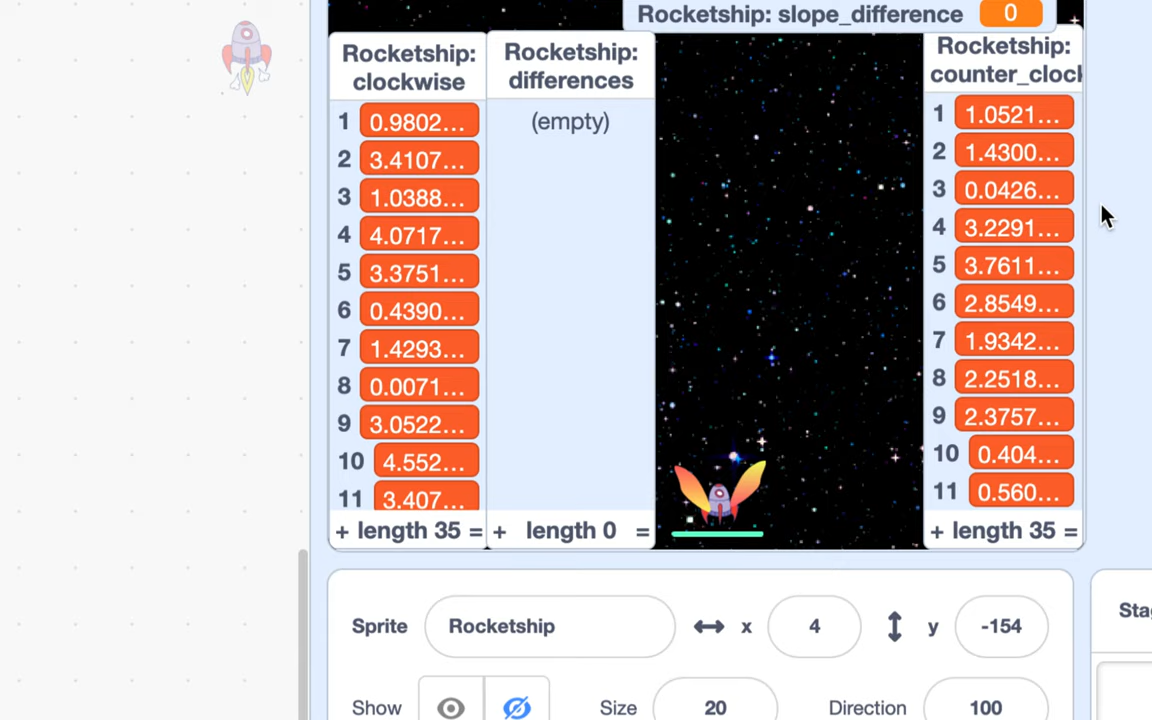 Rocketship: slope_difference 0
Rocketship: clockwise
1 0.9802...
2 3.4107...
3 1.0388...
4 4.0717...
5 3.3751...
6 0.4390...
7 1.4293...
8 0.0071...
9 3.0522...
10 4.552...
11 3.407...
+ length 35 =
Rocketship: differences
(empty)
+ length 0 =
Rocketship:
counter_clock
1 1.0521...
2 1.4300...
3 0.0426...
4 3.2291...
5 3.7611...
6 2.8549...
7 1.9342...
8 2.2518...
9 2.3757...
10 0.404...
11 0.560...
+ length 35 =
Sprite Rocketship x 4 y -154
Show Size 20 Direction 100
Sta